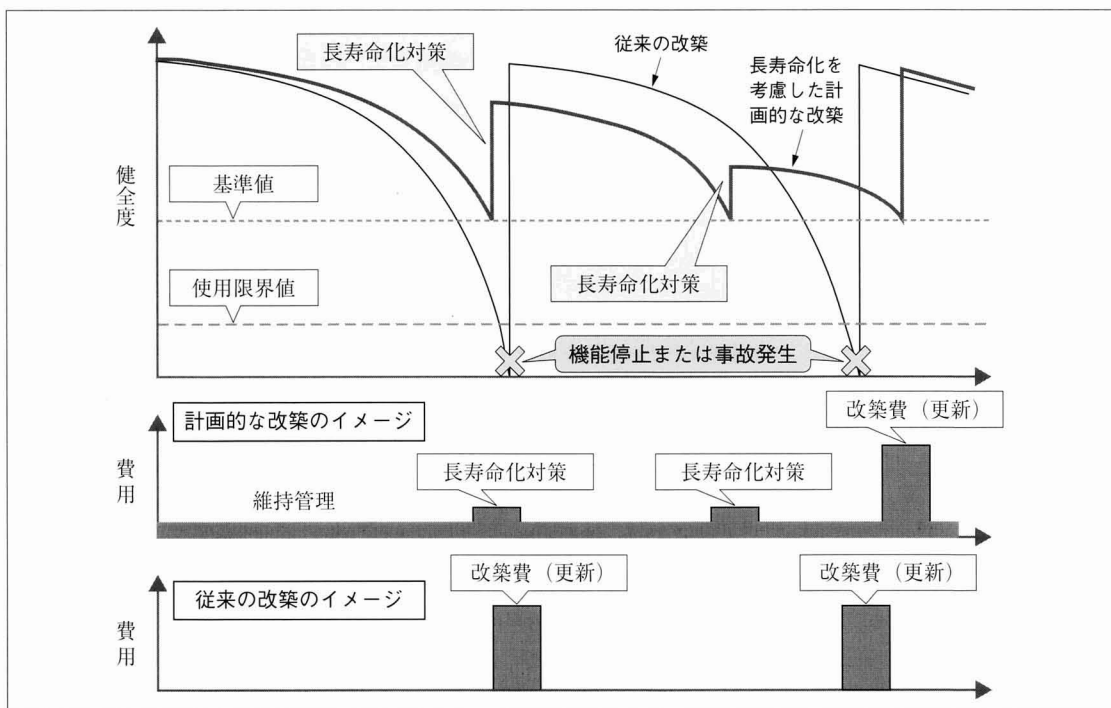 長寿命化対策
従来の改築
長寿命化を
考慮した計
画的な改築
健全度
基準値
使用限界値
長寿命化対策
機能停止または事故発生
計画的な改築のイメージ
改築費(更新)
費用
維持管理
長寿命化対策
長寿命化対策
従来の改築のイメージ
改築費(更新)
改築費(更新)
費用